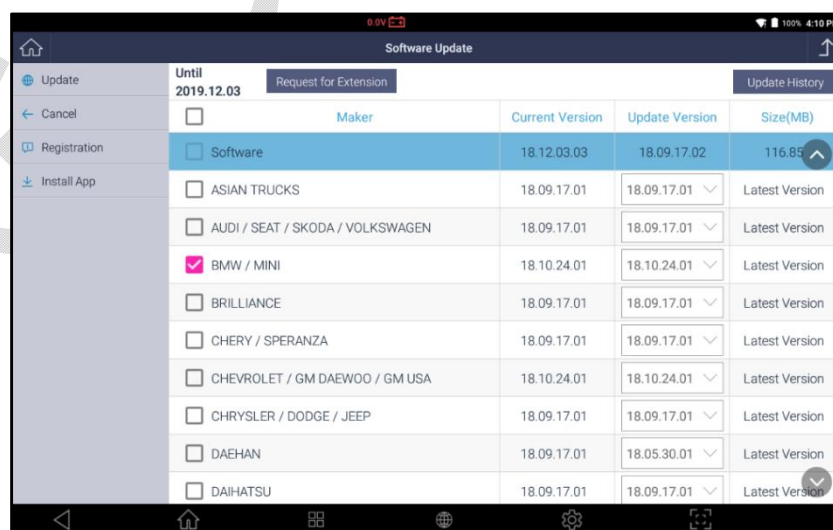 0.0V
100% 4:10 P
Software Update
Update
Cancel
Registration
Install App
Until
2019.12.03
Request for Extension
Update History
Maker Current Version Update Version Size(MB)
Software 18.12.03.03 18.09.17.02 116.85
ASIAN TRUCKS 18.09.17.01 18.09.17.01 Latest Version
AUDI / SEAT / SKODA / VOLKSWAGEN 18.09.17.01 18.09.17.01 Latest Version
BMW / MINI 18.10.24.01 18.10.24.01 Latest Version
BRILLIANCE 18.09.17.01 18.09.17.01 Latest Version
CHERY / SPERANZA 18.09.17.01 18.09.17.01 Latest Version
CHEVROLET / GM DAEWOO / GM USA 18.10.24.01 18.10.24.01 Latest Version
CHRYSLER / DODGE / JEEP 18.09.17.01 18.09.17.01 Latest Version
DAEHAN 18.09.17.01 18.05.30.01 Latest Version
DAIHATSU 18.09.17.01 18.09.17.01 Latest Version